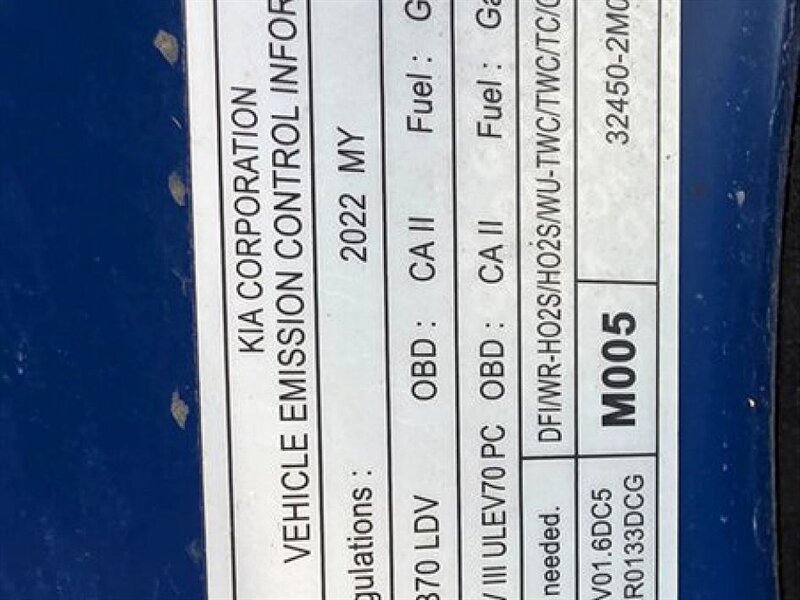 KIA CORPORATION
VEHICLE EMISSION CONTROL INFOR
gulations : 2022 MY
B70 LDV OBD : CA II Fuel : G
V III ULEV70 PC OBD : CA II Fuel : Ga
needed. DFI/WR-HO2S/HO2S/WU-TWC/TWC/TC/C
V01.6DC5 M005 32450-2M0
R0133DCG